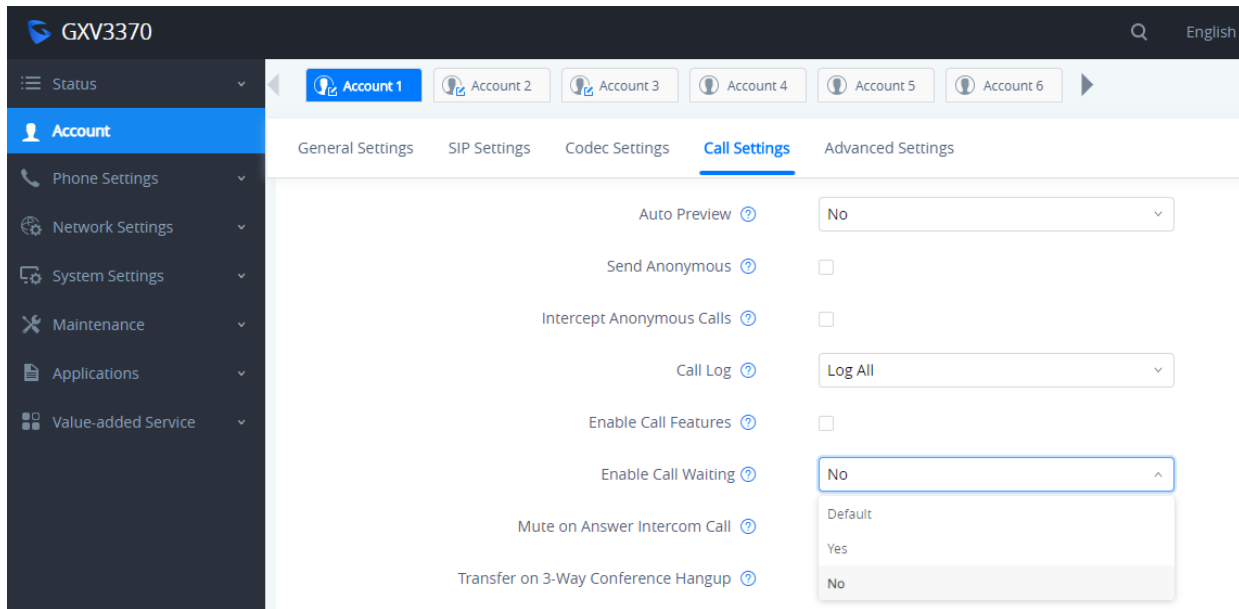 GXV3370
English
Status
Account
Phone Settings
Network Settings
System Settings
Maintenance
Applications
Value-added Service
Account 1 Account 2 Account 3 Account 4 Account 5 Account 6
General Settings SIP Settings Codec Settings Call Settings Advanced Settings
Auto Preview ? No
Send Anonymous ?
Intercept Anonymous Calls ?
Call Log ? Log All
Enable Call Features ?
Enable Call Waiting ? No
Default
Mute on Answer Intercom Call ?
Yes
Transfer on 3-Way Conference Hangup ? No